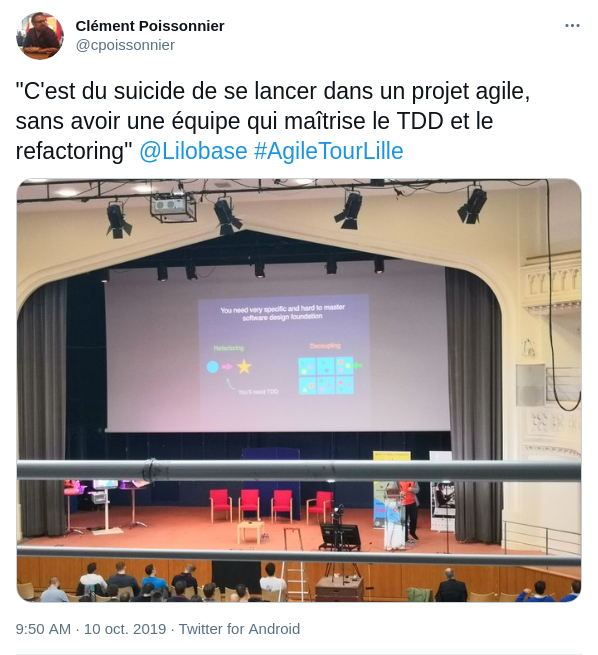 Clément Poissonnier
@cpoissonnier
"C'est du suicide de se lancer dans un projet agile,
sans avoir une équipe qui maîtrise le TDD et le
refactoring" @Lilobase #AgileTourLille
You need very specific and hard to master
software design foundation
Refactoring
Decoupling
You'll need TDD
9:50 AM · 10 oct. 2019 · Twitter for Android